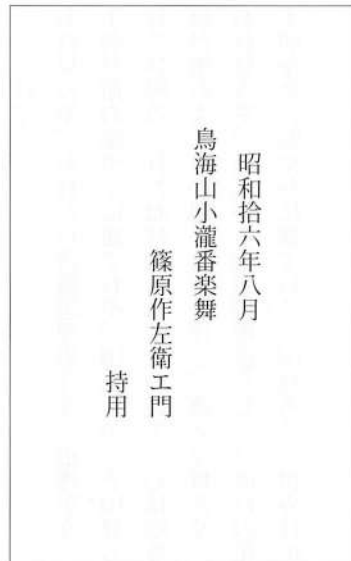 昭和拾六年八月
鳥海山小瀧番楽舞
篠原作左衛エ門
持用